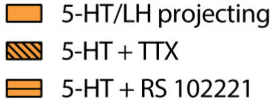 5-HT/LH projecting
5-HT + TTX
5-HT + RS 102221